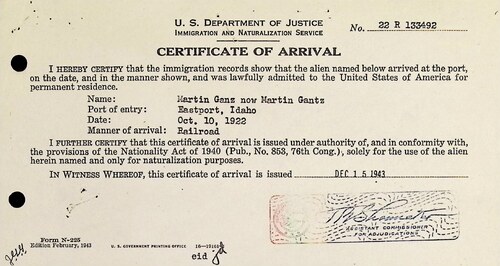 U. S. DEPARTMENT OF JUSTICE
IMMIGRATION AND NATURALIZATION SERVICE
No. 22 R 133492
CERTIFICATE OF ARRIVAL
I HEREBY CERTIFY that the immigration records show that the alien named below arrived at the port,
on the date, and in the manner shown, and was lawfully admitted to the United States of America for
permanent residence.
Name: Martin Ganz now Martin Gantz
Port of entry: Eastport, Idaho
Date: Oct. 10, 1922
Manner of arrival: Railroad
I FURTHER CERTIFY that this certificate of arrival is issued under authority of, and in conformity with,
the provisions of the Nationality Act of 1940 (Pub., No. 853, 76th Cong.), solely for the use of the alien
herein named and only for naturalization purposes.
IN WITNESS WHEREOF, this certificate of arrival is issued DEC 15 1943
ASSISTANT COMMISSIONER
FOR ADJUDICATIONS
Form N-225
Edition February, 1943
U. S. GOVERNMENT PRINTING OFFICE
eid